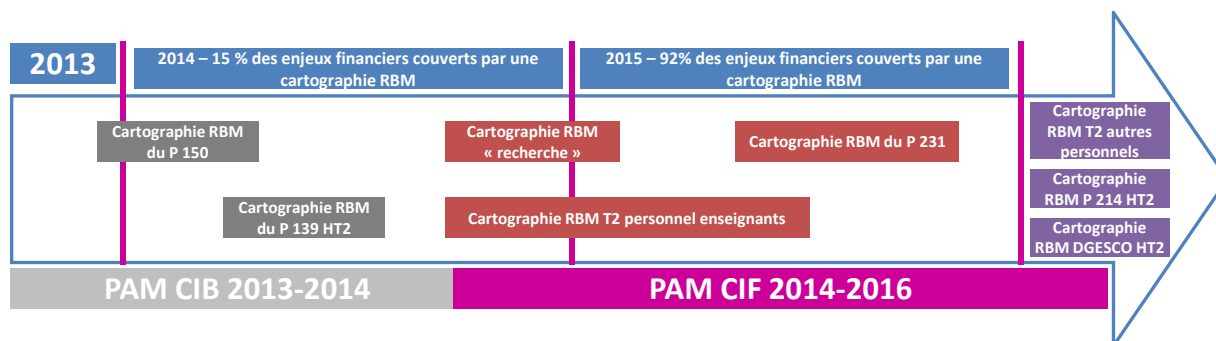 2013
2014 – 15 % des enjeux financiers couverts par une
cartographie RBM
2015 – 92% des enjeux financiers couverts par une
cartographie RBM
Cartographie RBM
du P 150
Cartographie RBM
« recherche »
Cartographie RBM du P 231
Cartographie
RBM T2 autres
personnels
Cartographie RBM
du P 139 HT2
Cartographie RBM T2 personnel enseignants
Cartographie
RBM P 214 HT2
Cartographie
RBM DGESCO HT2
PAM CIB 2013-2014
PAM CIF 2014-2016